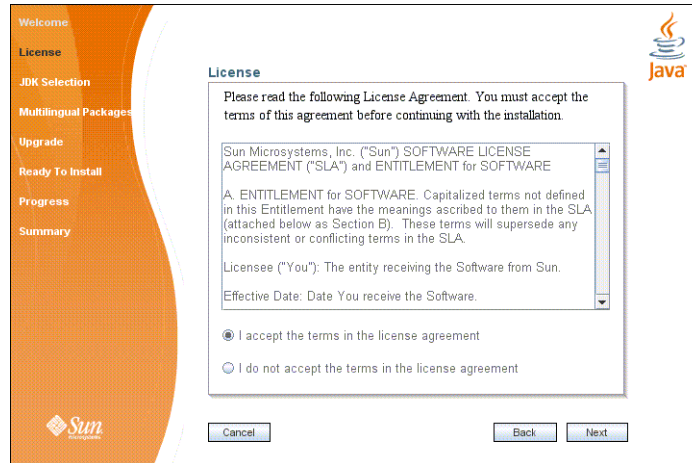 Welcome
License
JDK Selection
Multilingual Packages
Upgrade
Ready To Install
Progress
Summary
Sun
microsystems
Java
License
Please read the following License Agreement. You must accept the
terms of this agreement before continuing with the installation.
Sun Microsystems, Inc. ("Sun") SOFTWARE LICENSE
AGREEMENT ("SLA") and ENTITLEMENT for SOFTWARE
A. ENTITLEMENT for SOFTWARE. Capitalized terms not defined
in this Entitlement have the meanings ascribed to them in the SLA
(attached below as Section B). These terms will supersede any
inconsistent or conflicting terms in the SLA.
Licensee ("You"): The entity receiving the Software from Sun.
Effective Date: Date You receive the Software.
I accept the terms in the license agreement
I do not accept the terms in the license agreement
Cancel
Back
Next